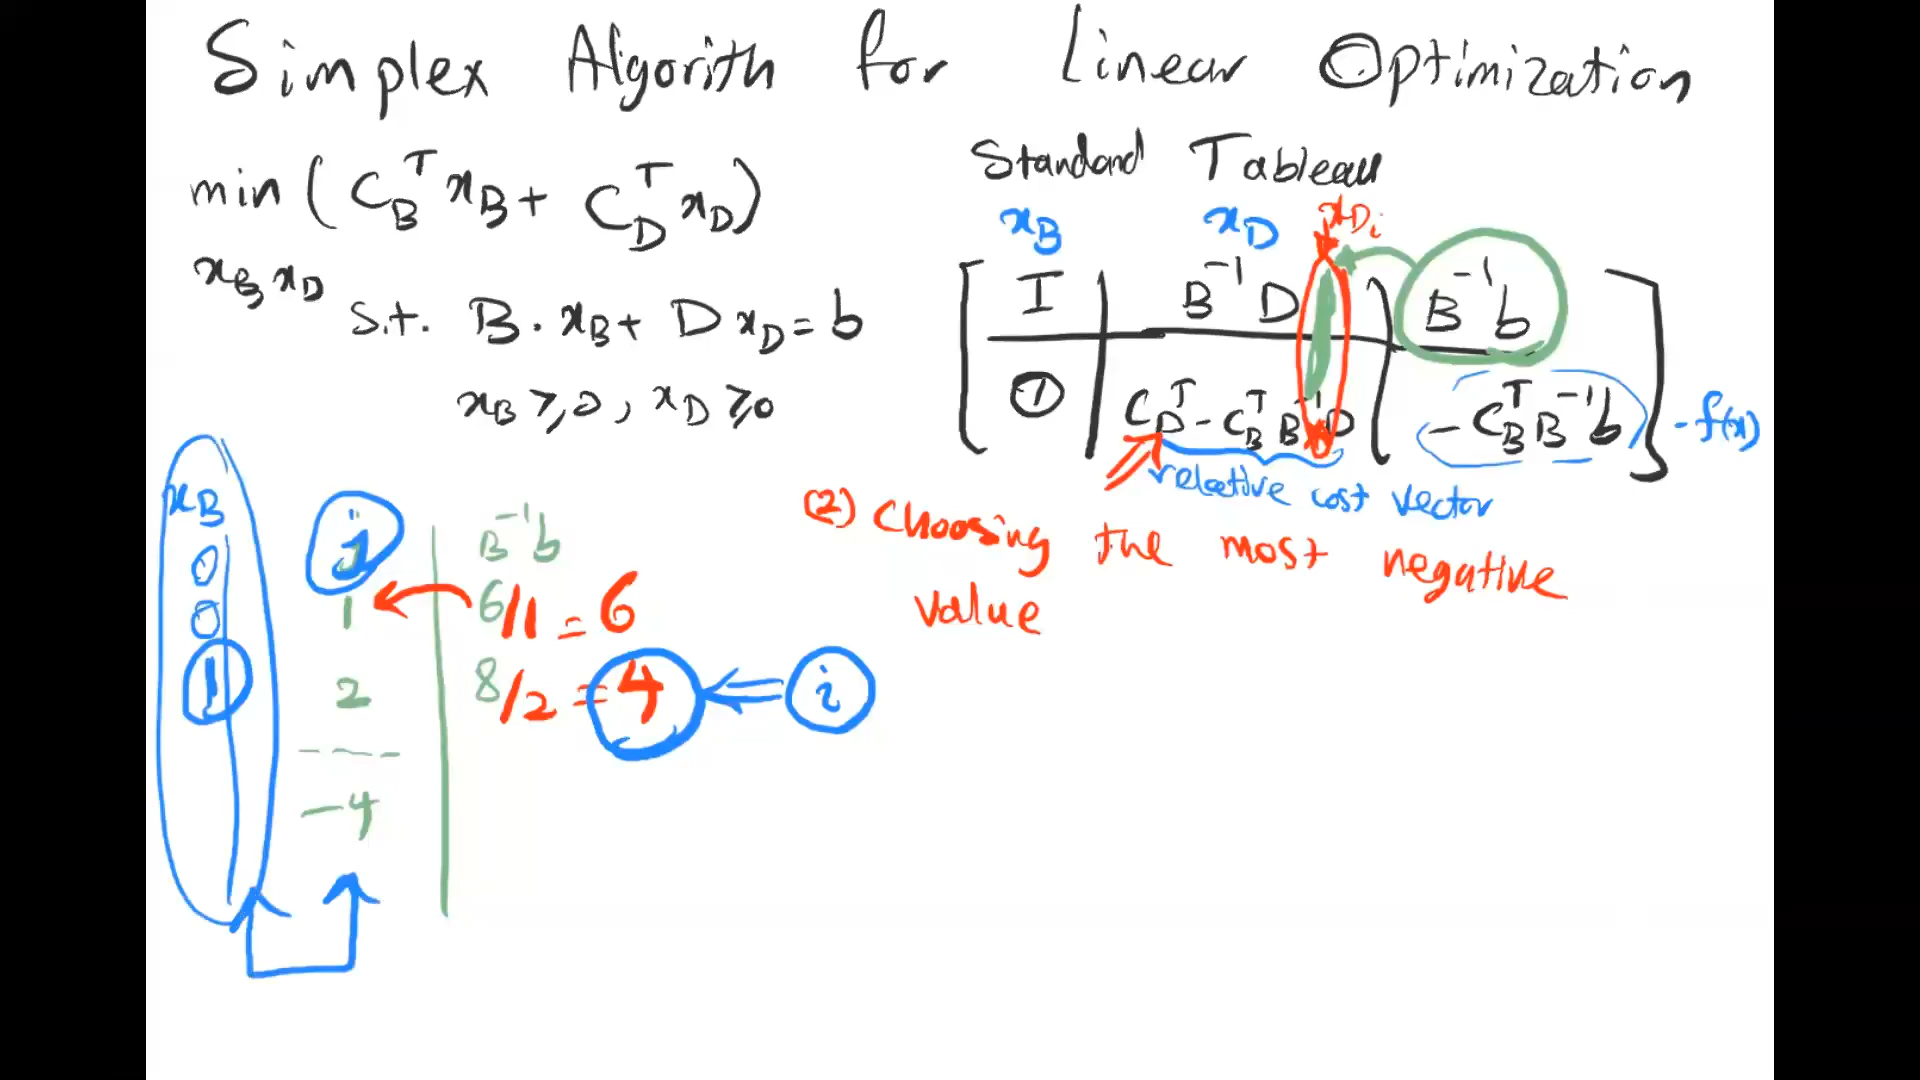 Simplex Algorith for Linear Optimization
min ( C_B^T x_B + C_D^T x_D )
x_B, x_D
s.t. B · x_B + D x_D = b
x_B ≥ 0 , x_D ≥ 0
Standard Tableau
x_B x_D x_Di
I B^-1 D B^-1 b
0 C_D^T - C_B^T B^-1 D - C_B^T B^-1 b - f(x)
relative cost vector
(2) Choosing the most negative
value
x_B j B^-1 b
0 1 6/1 = 6
0
1 2 8/2 = 4 i
-4